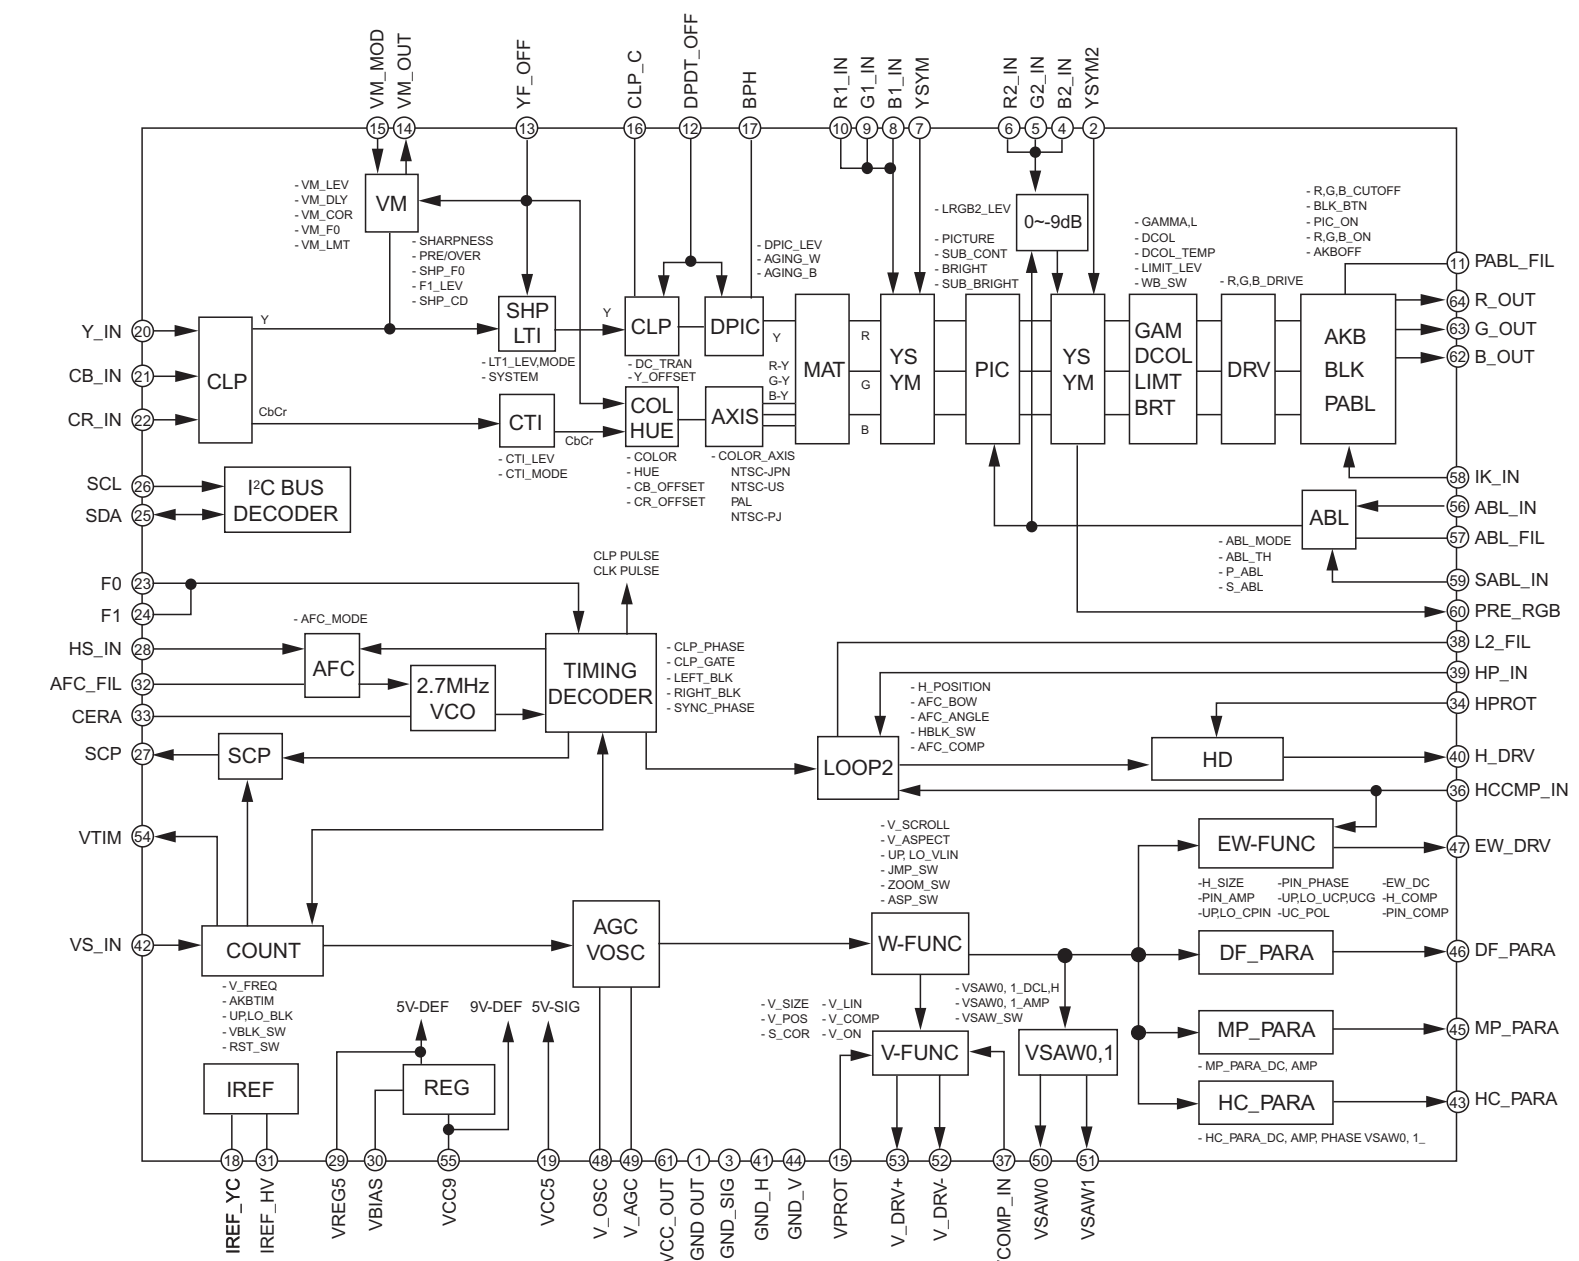 VM_MOD
VM_OUT
YF_OFF
CLP_C
DPDT_OFF
BPH
R1_IN
G1_IN
B1_IN
YSYM
R2_IN
G2_IN
B2_IN
YSYM2
15
14
13
16
12
17
10
9
8
7
6
5
4
2
- VM_LEV
- VM_DLY
- VM_COR
- VM_F0
- VM_LMT
VM
- SHARPNESS
- PRE/OVER
- SHP_F0
- F1_LEV
- SHP_CD
- DPIC_LEV
- AGING_W
- AGING_B
- LRGB2_LEV
- PICTURE
- SUB_CONT
- BRIGHT
- SUB_BRIGHT
0~-9dB
- GAMMA,L
- DCOL
- DCOL_TEMP
- LIMIT_LEV
- WB_SW
- R,G,B_CUTOFF
- BLK_BTN
- PIC_ON
- R,G,B_ON
- AKBOFF
- R,G,B_DRIVE
11 PABL_FIL
64 R_OUT
63 G_OUT
62 B_OUT
Y_IN 20
CB_IN 21
CR_IN 22
CLP
Y
CbCr
SHP
LTI
- LT1_LEV,MODE
- SYSTEM
CTI
- CTI_LEV
- CTI_MODE
Y
CbCr
CLP
- DC_TRAN
- Y_OFFSET
COL
HUE
- COLOR
- HUE
- CB_OFFSET
- CR_OFFSET
DPIC
AXIS
- COLOR_AXIS
NTSC-JPN
NTSC-US
PAL
NTSC-PJ
Y
R-Y
G-Y
B-Y
MAT
R
G
B
YS
YM
PIC
YS
YM
GAM
DCOL
LIMT
BRT
DRV
AKB
BLK
PABL
SCL 26
SDA 25
I²C BUS
DECODER
58 IK_IN
56 ABL_IN
57 ABL_FIL
59 SABL_IN
60 PRE_RGB
ABL
- ABL_MODE
- ABL_TH
- P_ABL
- S_ABL
CLP PULSE
CLK PULSE
F0 23
F1 24
HS_IN 28
AFC_FIL 32
CERA 33
SCP 27
- AFC_MODE
AFC
2.7MHz
VCO
SCP
TIMING
DECODER
- CLP_PHASE
- CLP_GATE
- LEFT_BLK
- RIGHT_BLK
- SYNC_PHASE
38 L2_FIL
39 HP_IN
34 HPROT
40 H_DRV
36 HCCMP_IN
- H_POSITION
- AFC_BOW
- AFC_ANGLE
- HBLK_SW
- AFC_COMP
LOOP2
HD
VTIM 54
VS_IN 42
COUNT
- V_FREQ
- AKBTIM
- UP,LO_BLK
- VBLK_SW
- RST_SW
AGC
VOSC
- V_SCROLL
- V_ASPECT
- UP, LO_VLIN
- JMP_SW
- ZOOM_SW
- ASP_SW
W-FUNC
EW-FUNC
47 EW_DRV
-H_SIZE -PIN_PHASE -EW_DC
-PIN_AMP -UP,LO_UCP,UCG -H_COMP
-UP,LO_CPIN -UC_POL -PIN_COMP
DF_PARA
46 DF_PARA
- VSAW0, 1_DCL,H
- VSAW0, 1_AMP
- VSAW_SW
- V_SIZE - V_LIN
- V_POS - V_COMP
- S_COR - V_ON
V-FUNC
VSAW0,1
MP_PARA
45 MP_PARA
- MP_PARA_DC, AMP
HC_PARA
43 HC_PARA
- HC_PARA_DC, AMP, PHASE VSAW0, 1_
5V-DEF
9V-DEF
5V-SIG
IREF
REG
18
31
29
30
55
19
48
49
61
1
3
41
44
15
53
52
37
50
51
IREF_YC
IREF_HV
VREG5
VBIAS
VCC9
VCC5
V_OSC
V_AGC
VCC_OUT
GND OUT
GND_SIG
GND_H
GND_V
VPROT
V_DRV+
V_DRV-
COMP_IN
VSAW0
VSAW1